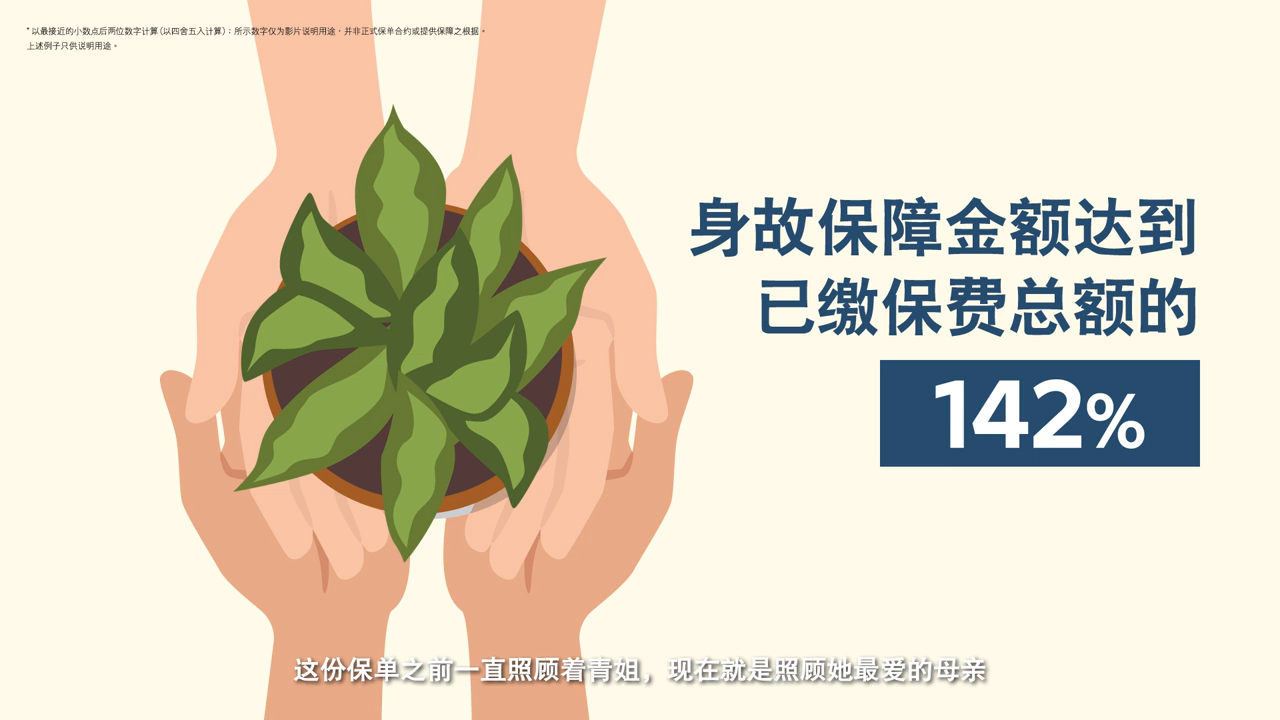 * 以最接近的小数点后两位数字计算(以四舍五入计算)；所示数字仅为影片说明用途，并非正式保单合约或提供保障之根据。
上述例子只供说明用途。
身故保障金额达到
已缴保费总额的
142%
这份保单之前一直照顾着青姐，现在就是照顾她最爱的母亲